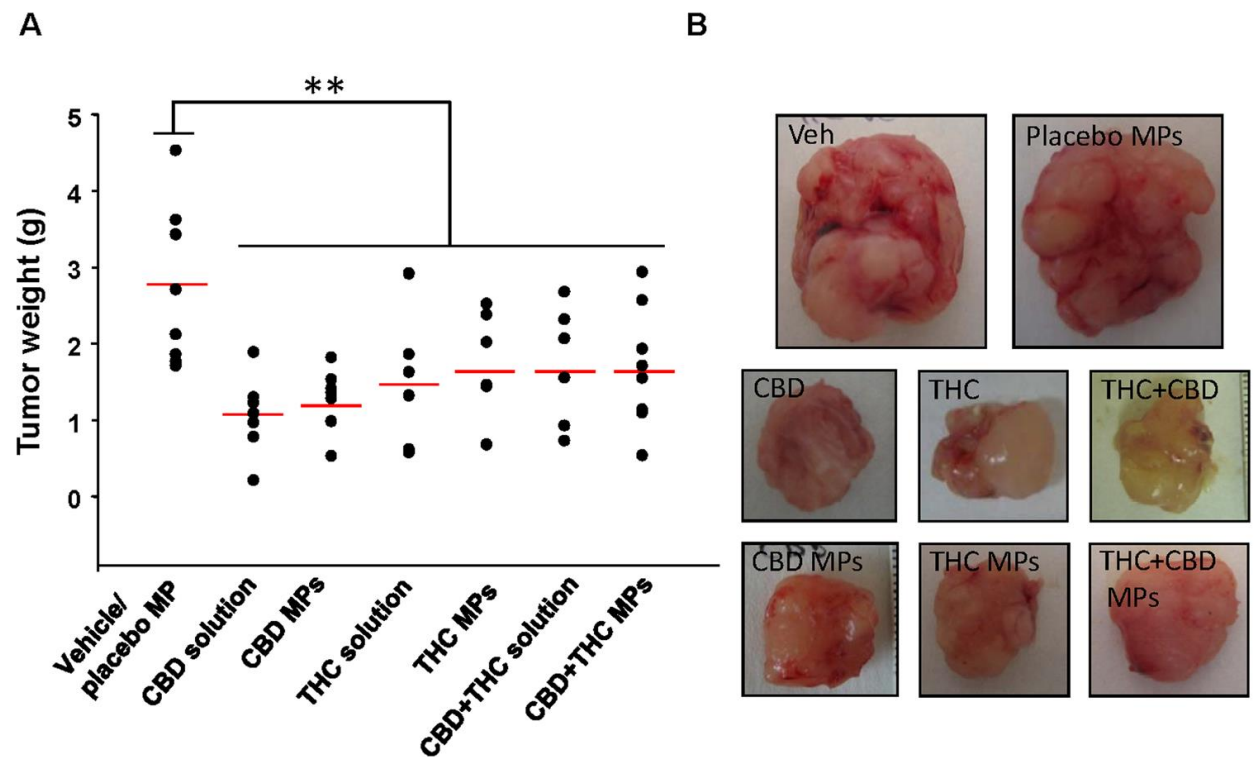 A
B
**
5
4
3
2
1
0
Tumor weight (g)
Vehicle/
placebo MP
CBD solution
CBD MPs
THC solution
THC MPs
CBD+THC solution
CBD+THC MPs
Veh
Placebo MPs
CBD
THC
THC+CBD
CBD MPs
THC MPs
THC+CBD
MPs